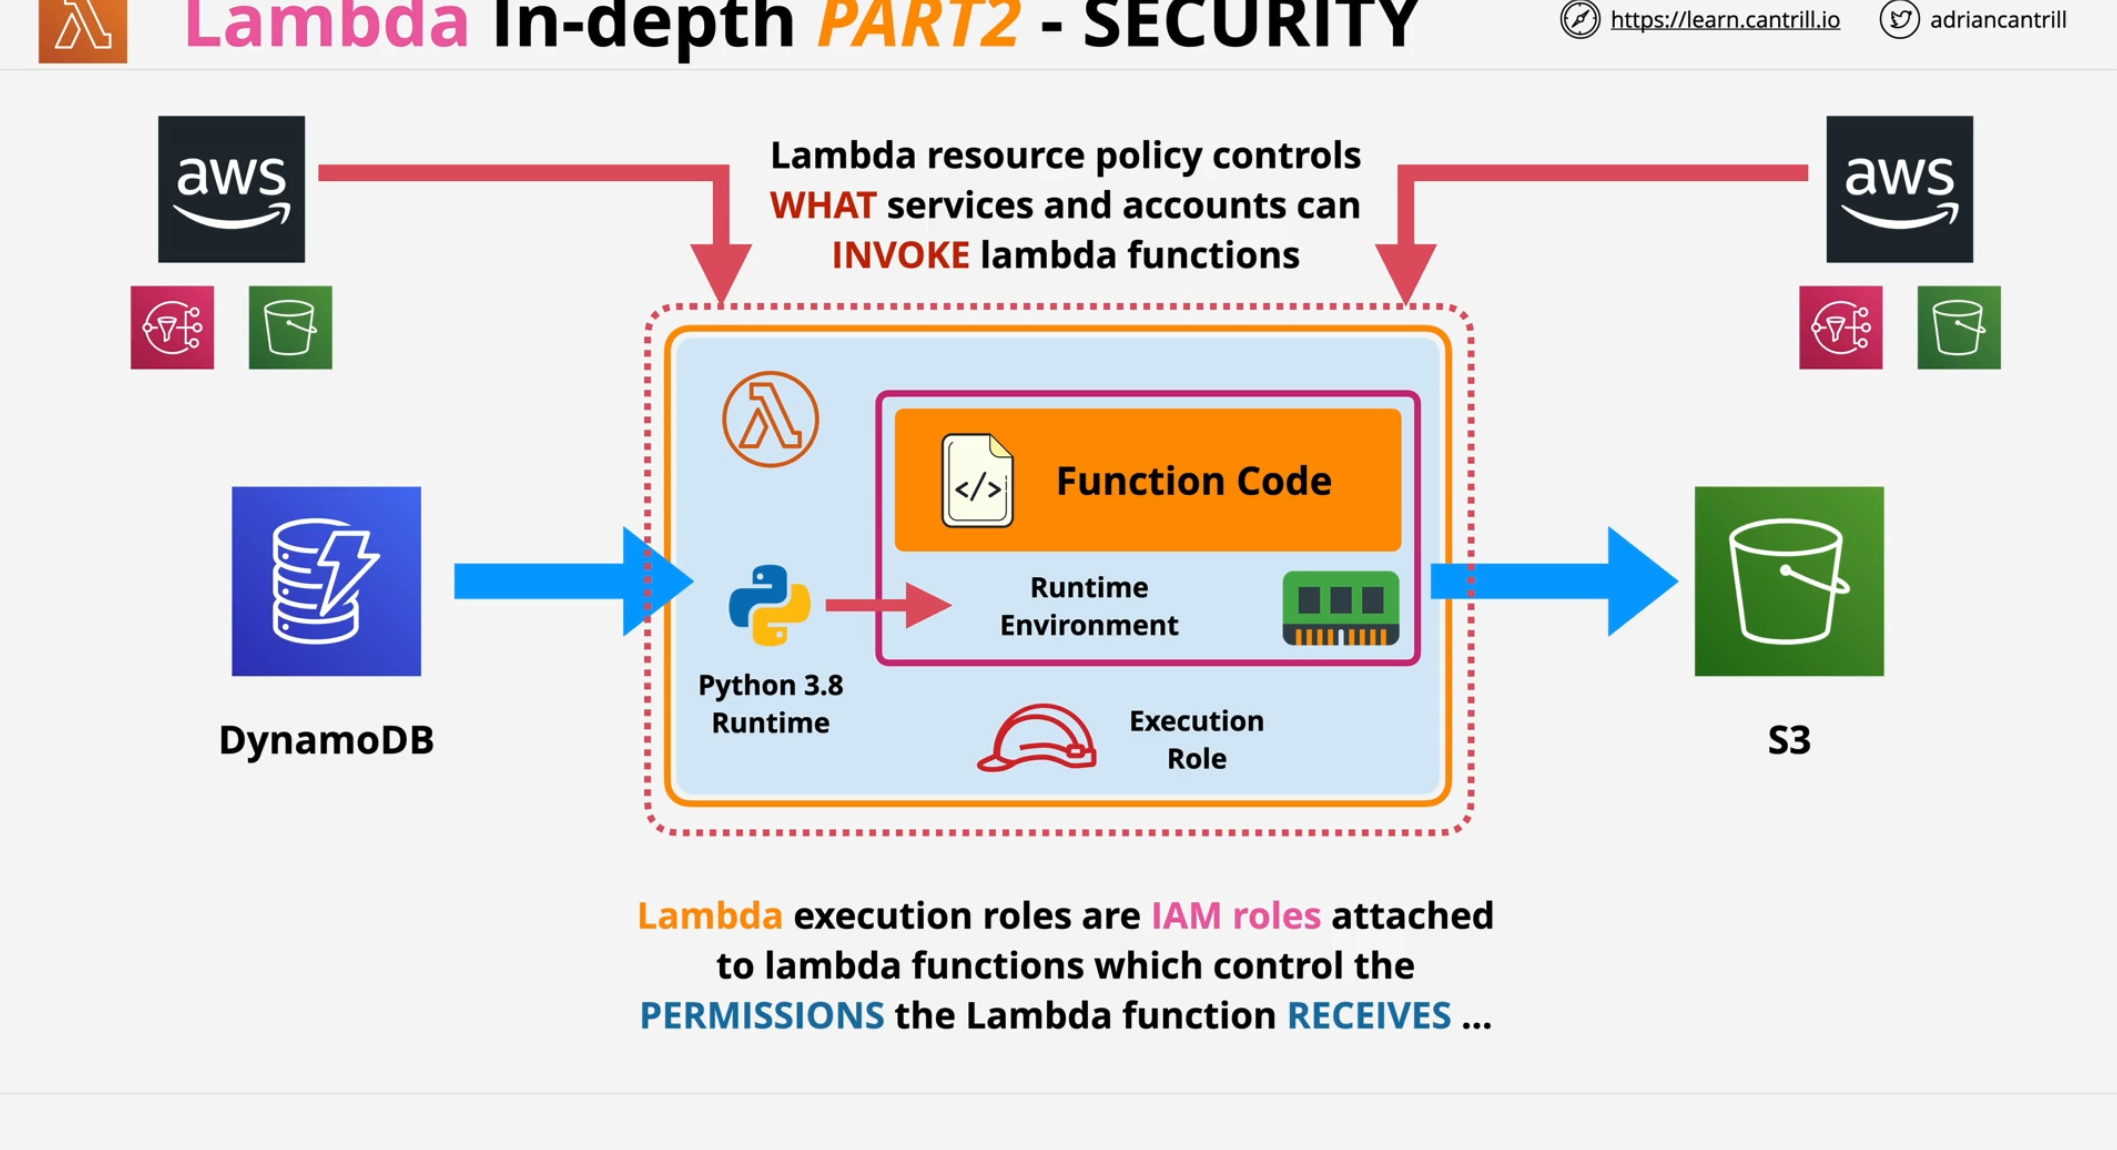 Lambda In-depth PART2 - SECURITY
https://learn.cantrill.io
adriancantrill
aws
aws
Lambda resource policy controls
WHAT services and accounts can
INVOKE lambda functions
</>
Function Code
Runtime
Environment
Python 3.8
Runtime
Execution
Role
DynamoDB
S3
Lambda execution roles are IAM roles attached
to lambda functions which control the
PERMISSIONS the Lambda function RECEIVES ...